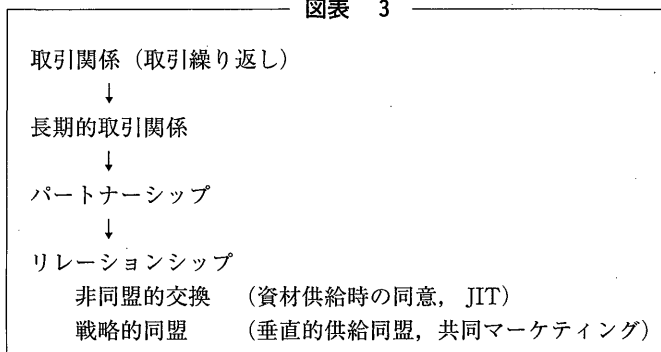 図表 3
取引関係（取引繰り返し）
↓
長期的取引関係
↓
パートナーシップ
↓
リレーションシップ
非同盟的交換 （資材供給時の同意， JIT）
戦略的同盟 （垂直的供給同盟，共同マーケティング）